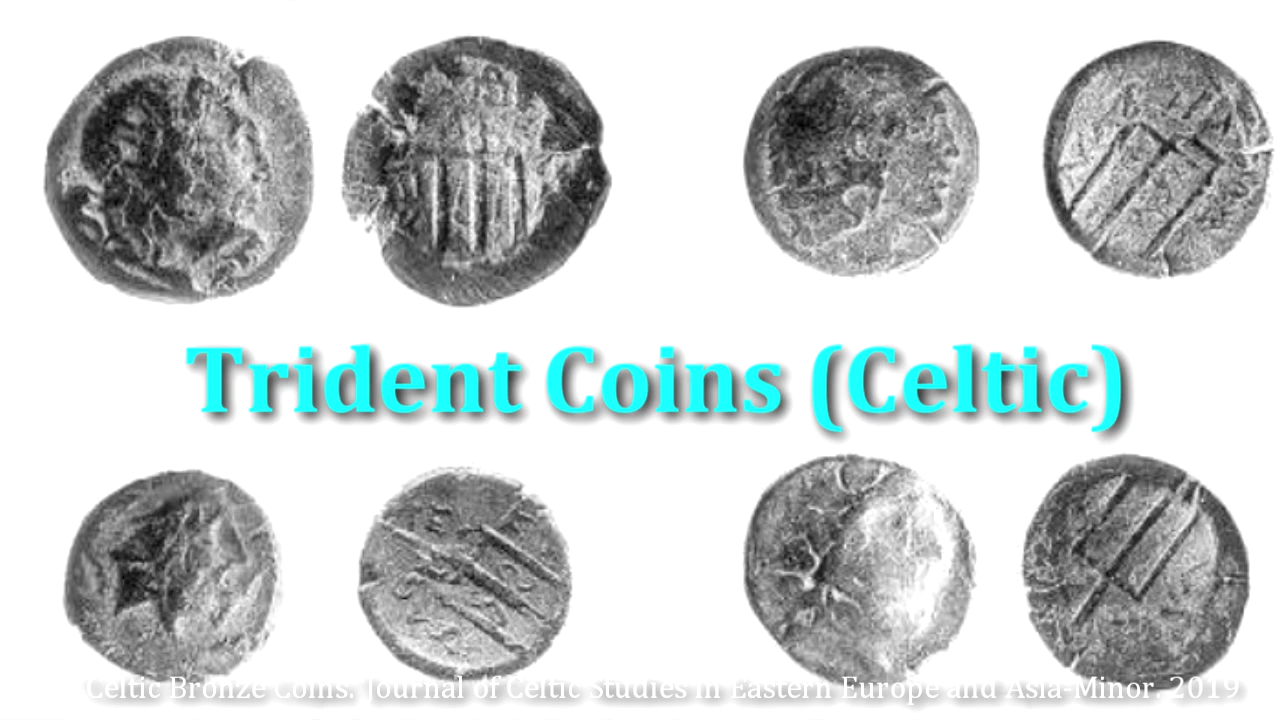 Trident Coins (Celtic)
Celtic Bronze Coins. Journal of Celtic Studies in Eastern Europe and Asia-Minor. 2019